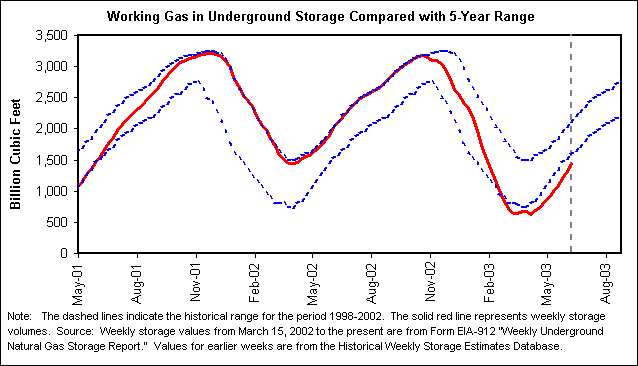 Working Gas in Underground Storage Compared with 5-Year Range
Billion Cubic Feet
3,500
3,000
2,500
2,000
1,500
1,000
500
0
May-01
Aug-01
Nov-01
Feb-02
May-02
Aug-02
Nov-02
Feb-03
May-03
Aug-03
Note: The dashed lines indicate the historical range for the period 1998-2002. The solid red line represents weekly storage
volumes. Source: Weekly storage values from March 15, 2002 to the present are from Form EIA-912 "Weekly Underground
Natural Gas Storage Report." Values for earlier weeks are from the Historical Weekly Storage Estimates Database.